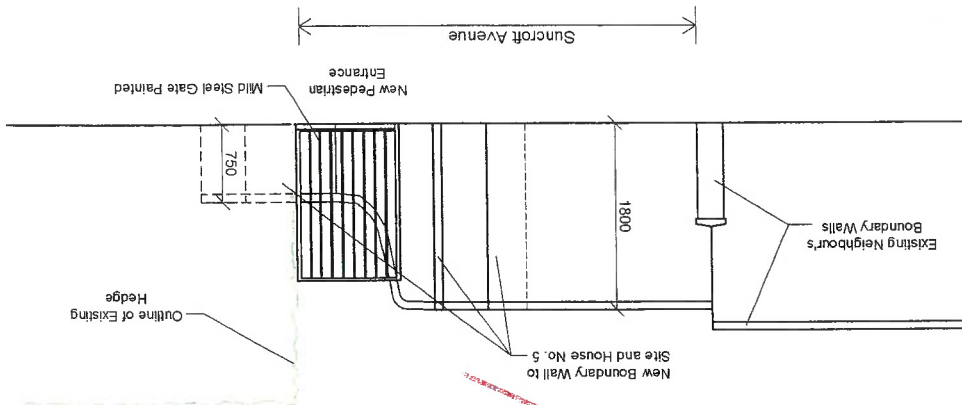 New Boundary Wall to
Site and House No. 5
Outline of Existing
Hedge
Existing Neighbour's
Boundary Walls
1800
750
Mild Steel Gate Painted
New Pedestrian
Entrance
Suncroft Avenue